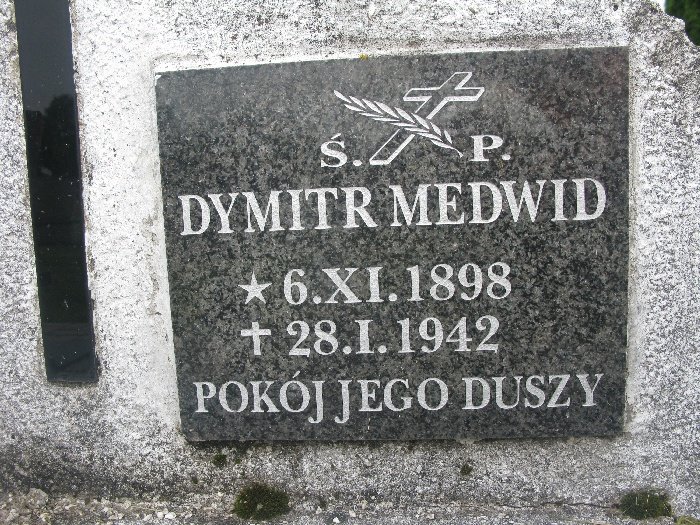 Ś. P.
DYMITR MEDWID
★ 6.XI.1898
✝ 28.I.1942
POKÓJ JEGO DUSZY